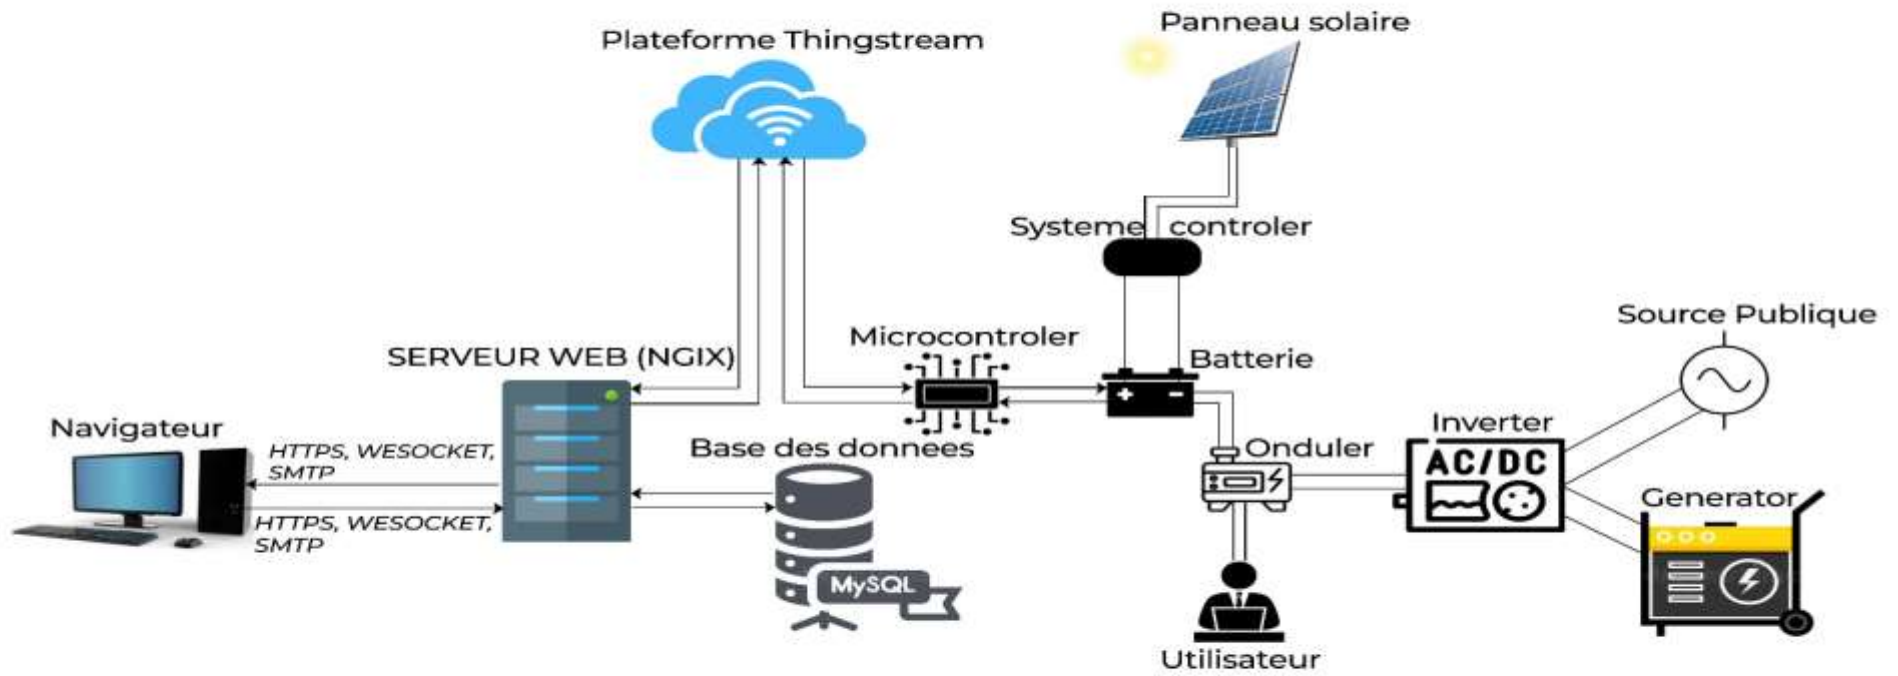 Panneau solaire
Plateforme Thingstream
Systeme controler
Source Publique
Microcontroler
SERVEUR WEB (NGIX)
Batterie
Inverter
Navigateur
HTTPS, WESOCKET,
SMTP
Base des donnees
Onduler
AC/DC
Generator
HTTPS, WESOCKET,
SMTP
MySQL
Utilisateur